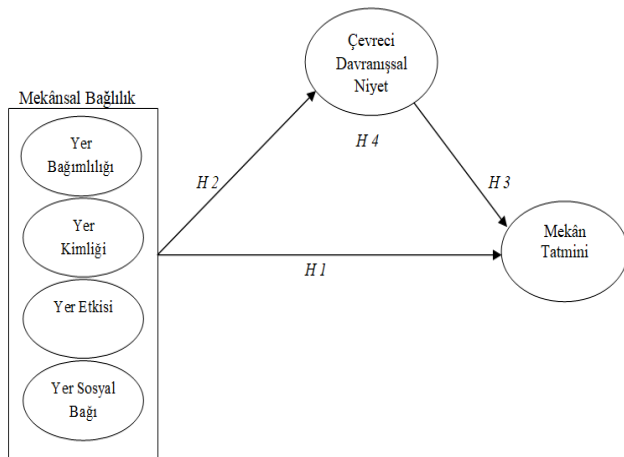 Çevreci
Davranışsal
Niyet
Mekânsal Bağlılık
Yer
Bağımlılığı
H 4
H 2
H 3
Yer
Kimliği
Mekân
Tatmini
H 1
Yer Etkisi
Yer Sosyal
Bağı